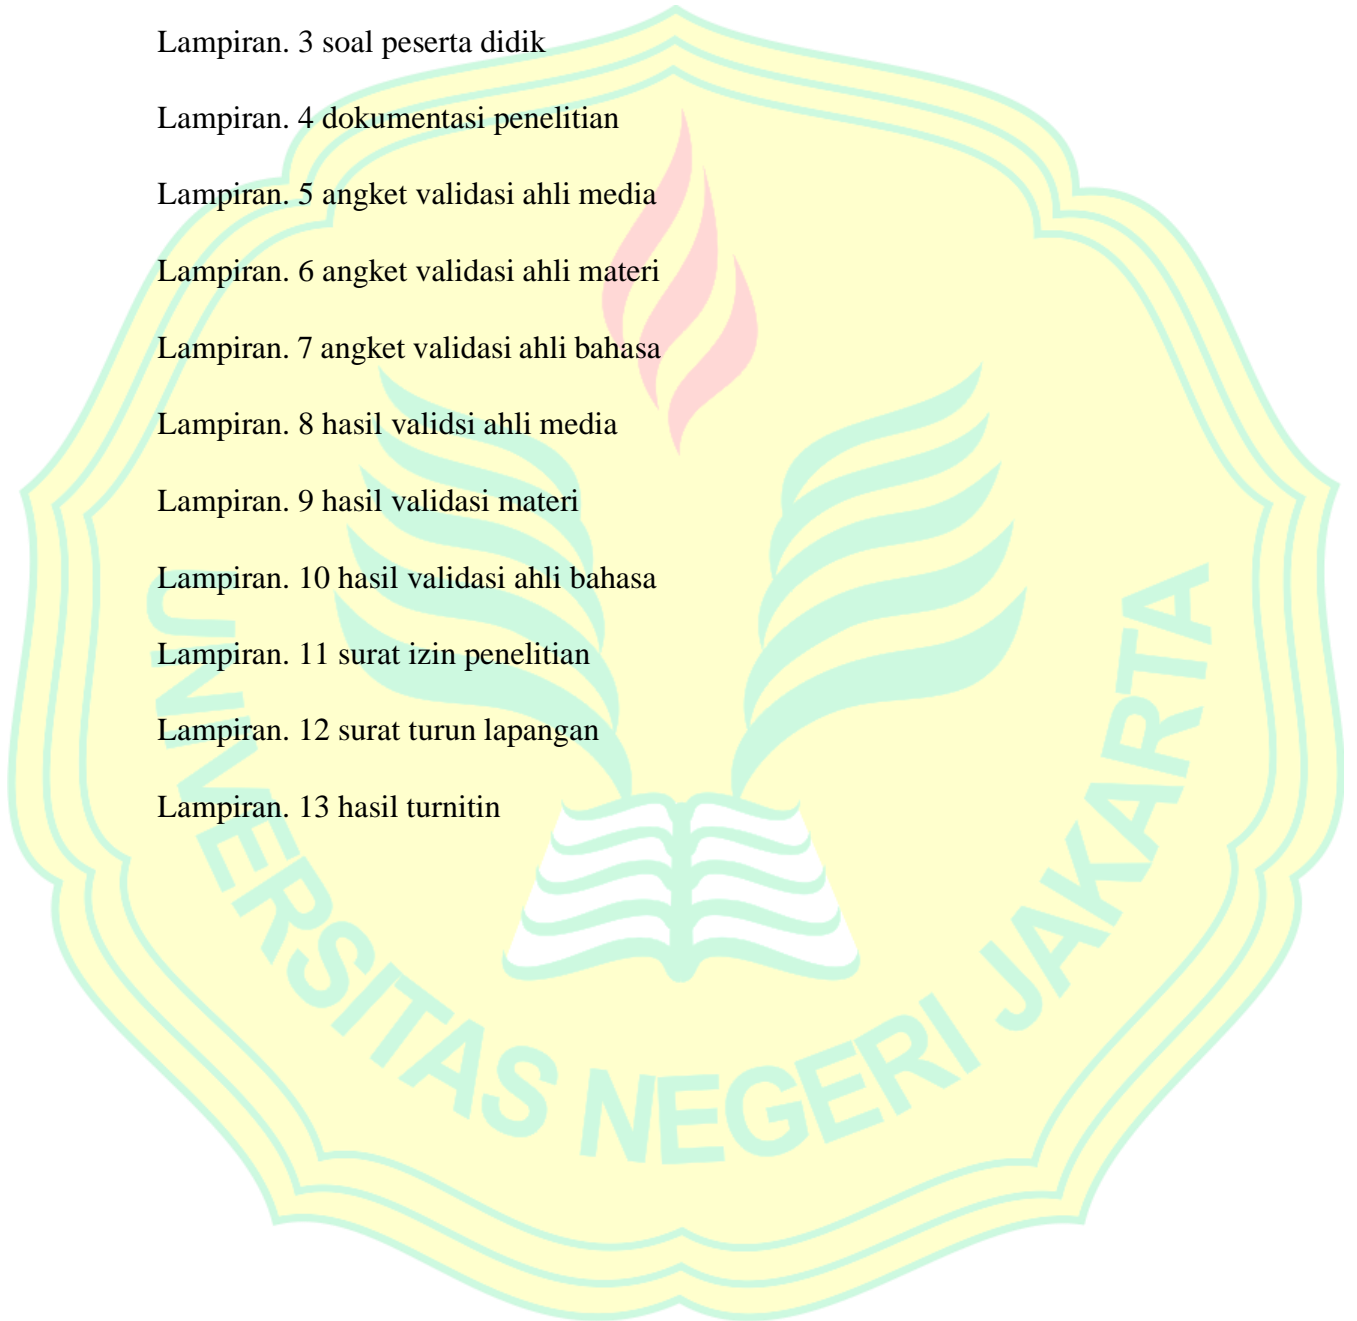 Lampiran. 3 soal peserta didik
Lampiran. 4 dokumentasi penelitian
Lampiran. 5 angket validasi ahli media
Lampiran. 6 angket validasi ahli materi
Lampiran. 7 angket validasi ahli bahasa
Lampiran. 8 hasil validsi ahli media
Lampiran. 9 hasil validasi materi
Lampiran. 10 hasil validasi ahli bahasa
Lampiran. 11 surat izin penelitian
Lampiran. 12 surat turun lapangan
Lampiran. 13 hasil turnitin
UNIVERSITAS NEGERI JAKARTA